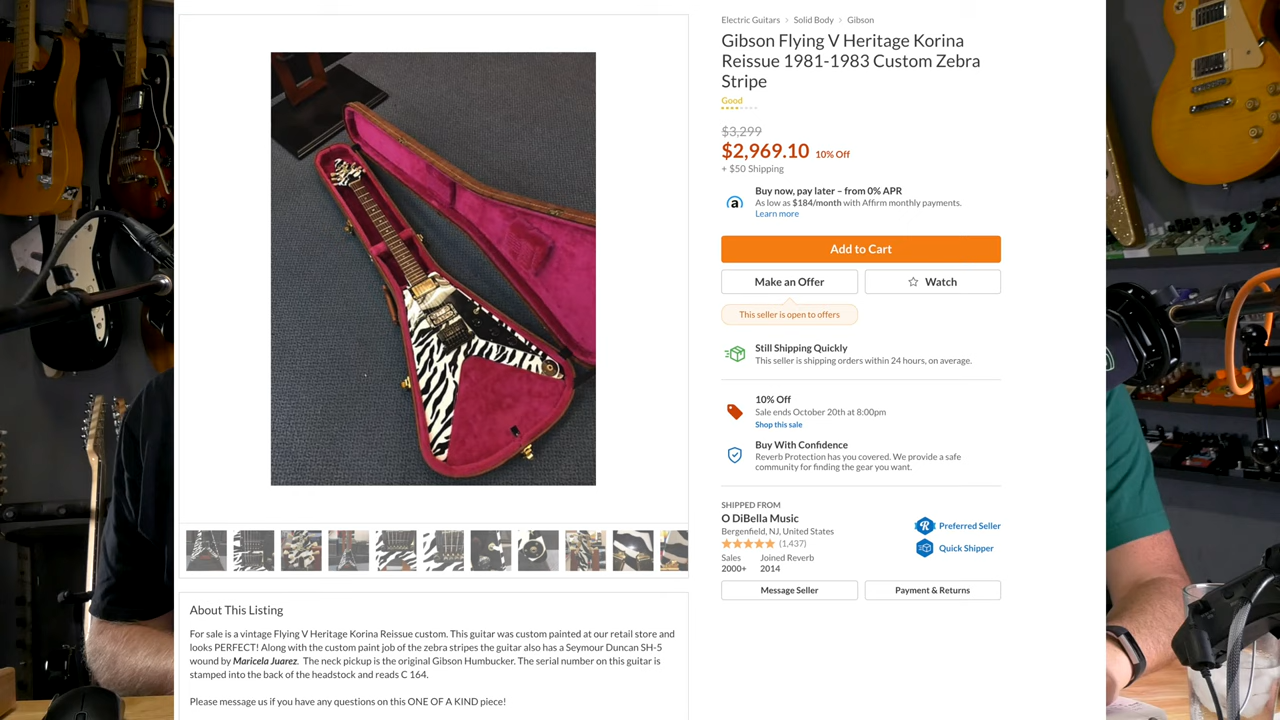 Electric Guitars > Solid Body > Gibson
Gibson Flying V Heritage Korina
Reissue 1981-1983 Custom Zebra
Stripe
Good
$3,299
$2,969.10 10% Off
+ $50 Shipping
Buy now, pay later – from 0% APR
As low as $184/month with Affirm monthly payments.
Learn more
Add to Cart
Make an Offer
Watch
This seller is open to offers
Still Shipping Quickly
This seller is shipping orders within 24 hours, on average.
10% Off
Sale ends October 20th at 8:00pm
Shop this sale
Buy With Confidence
Reverb Protection has you covered. We provide a safe
community for finding the gear you want.
SHIPPED FROM
O DiBella Music
Bergenfield, NJ, United States
(1,437)
Sales Joined Reverb
2000+ 2014
Preferred Seller
Quick Shipper
Message Seller
Payment & Returns
About This Listing
For sale is a vintage Flying V Heritage Korina Reissue custom. This guitar was custom painted at our retail store and
looks PERFECT! Along with the custom paint job of the zebra stripes the guitar also has a Seymour Duncan SH-5
wound by Maricela Juarez. The neck pickup is the original Gibson Humbucker. The serial number on this guitar is
stamped into the back of the headstock and reads C 164.
Please message us if you have any questions on this ONE OF A KIND piece!